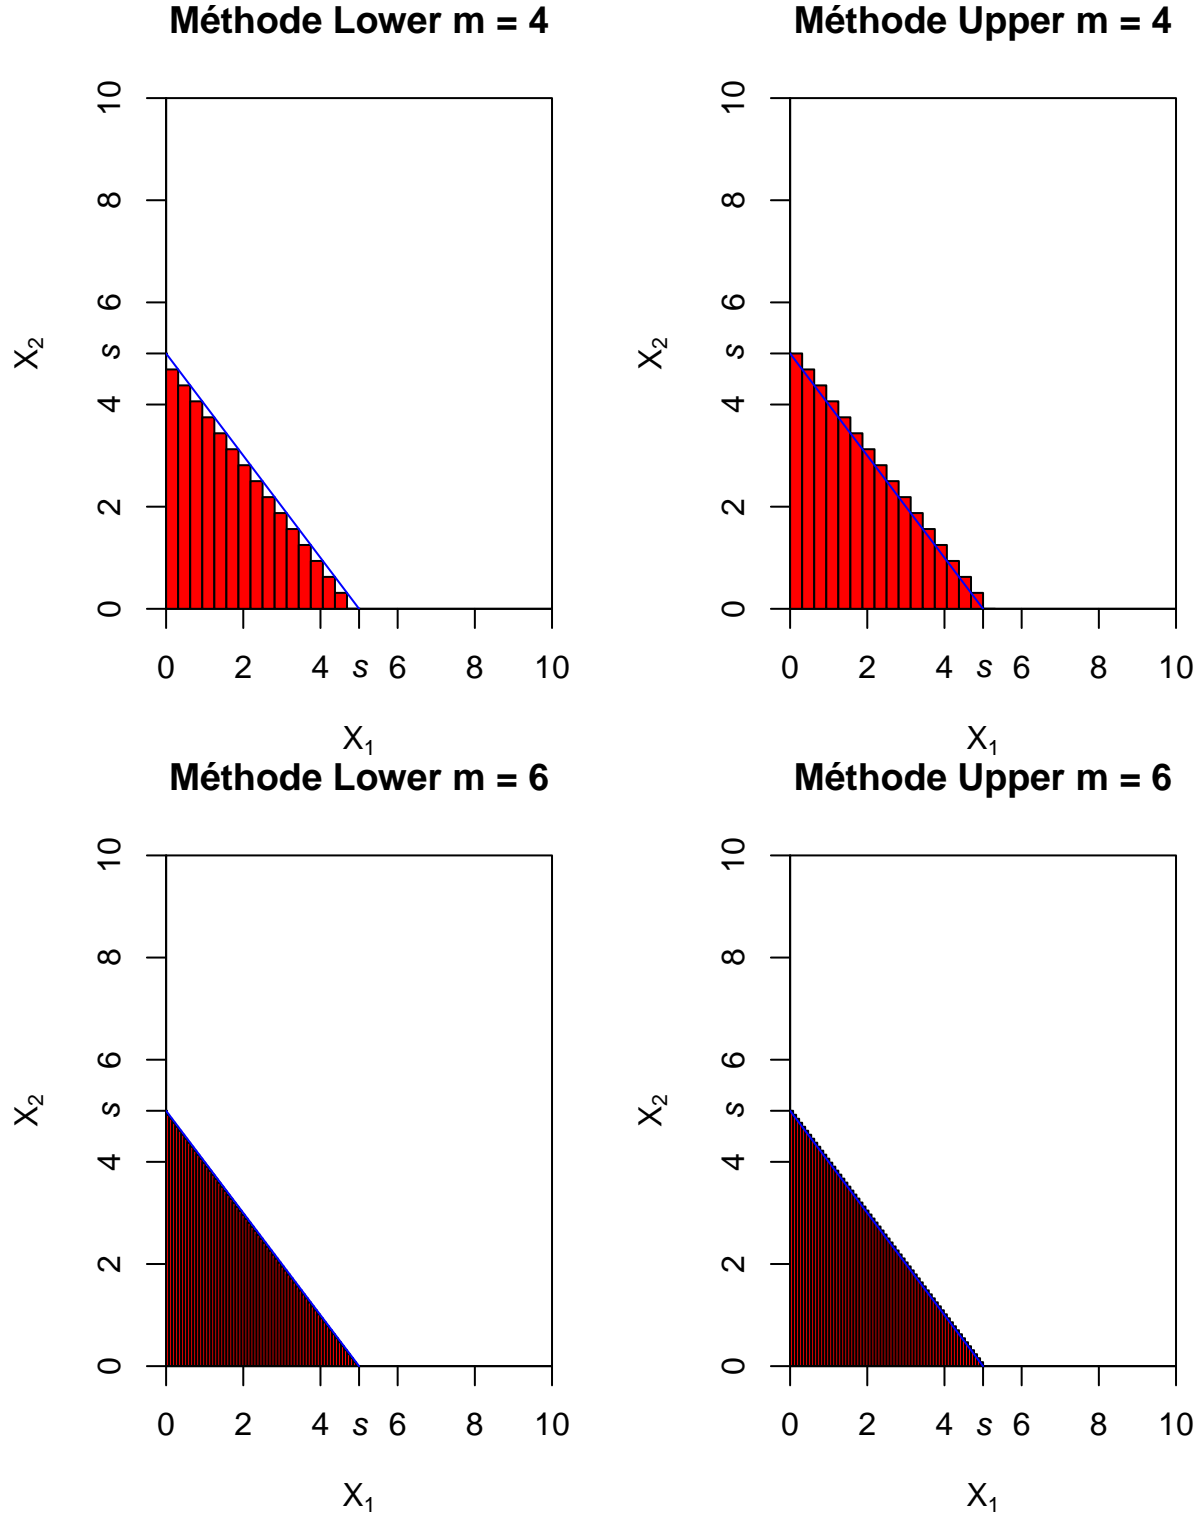 Méthode Lower m = 4
X₂
0 2 4 s 6 8 10
0 2 4 s 6 8 10
X₁
Méthode Upper m = 4
X₂
0 2 4 s 6 8 10
0 2 4 s 6 8 10
X₁
Méthode Lower m = 6
X₂
0 2 4 s 6 8 10
0 2 4 s 6 8 10
X₁
Méthode Upper m = 6
X₂
0 2 4 s 6 8 10
0 2 4 s 6 8 10
X₁